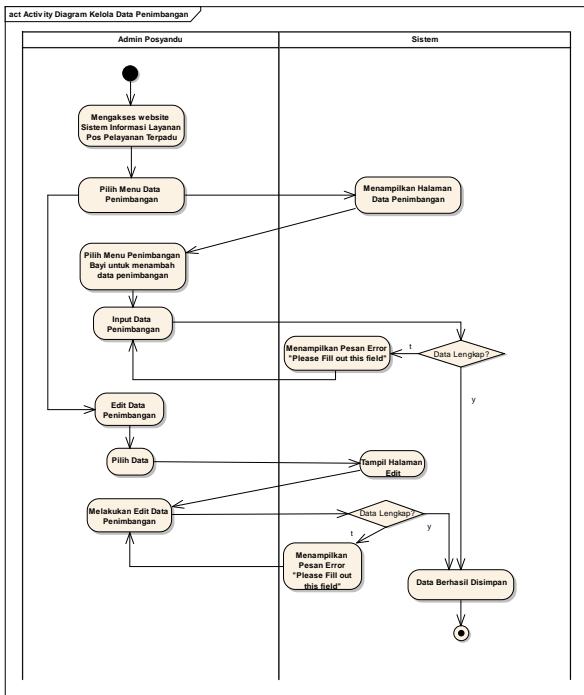 act Activity Diagram Kelola Data Penimbangan
Admin Posyandu
Sistem
Mengakses website
Sistem Informasi Layanan
Pos Pelayanan Terpadu
Pilih Menu Data
Penimbangan
Menampilkan Halaman
Data Penimbangan
Pilih Menu Penimbangan
Bayi untuk menambah
data penimbangan
Input Data
Penimbangan
Menampilkan Pesan Error
"Please Fill out this field"
t
Data Lengkap?
y
Edit Data
Penimbangan
Pilih Data
Tampil Halaman
Edit
Melakukan Edit Data
Penimbangan
Data Lengkap?
y
t
Menampilkan
Pesan Error
"Please Fill out
this field"
Data Berhasil Disimpan